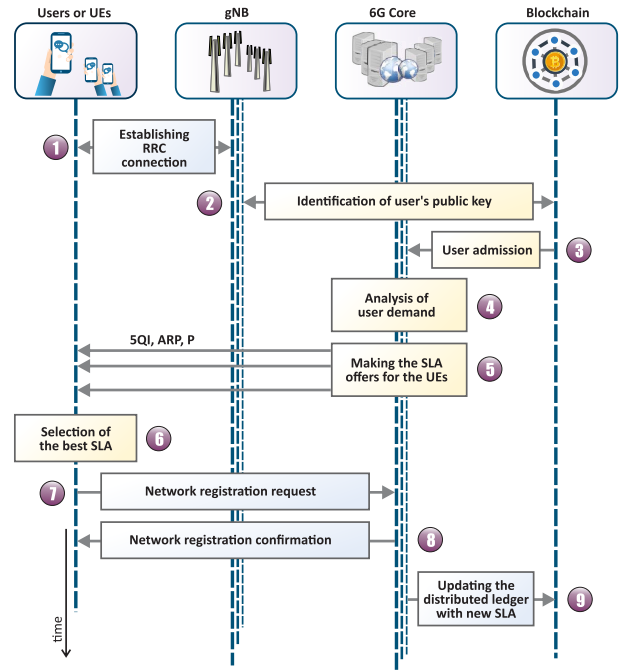 Users or UEs
gNB
6G Core
Blockchain
1
Establishing
RRC
connection
2
Identification of user's public key
User admission
3
Analysis of
user demand
4
5QI, ARP, P
Making the SLA
offers for the UEs
5
Selection of
the best SLA
6
7
Network registration request
Network registration confirmation
8
Updating the
distributed ledger
with new SLA
9
time